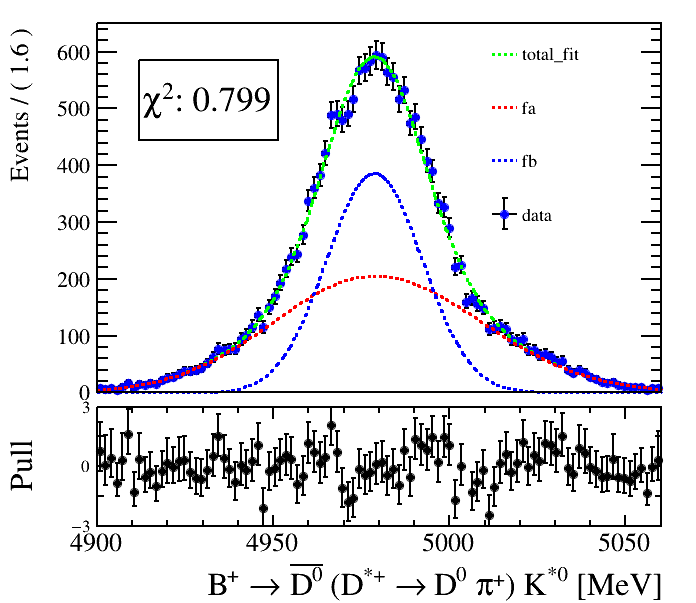 Events / ( 1.6 )
600
500
400
300
200
100
0
χ²: 0.799
total_fit
fa
fb
data
Pull
3
0
−3
4900
4950
5000
5050
B⁺ → D̅⁰ (D*⁺ → D⁰ π⁺) K*⁰ [MeV]